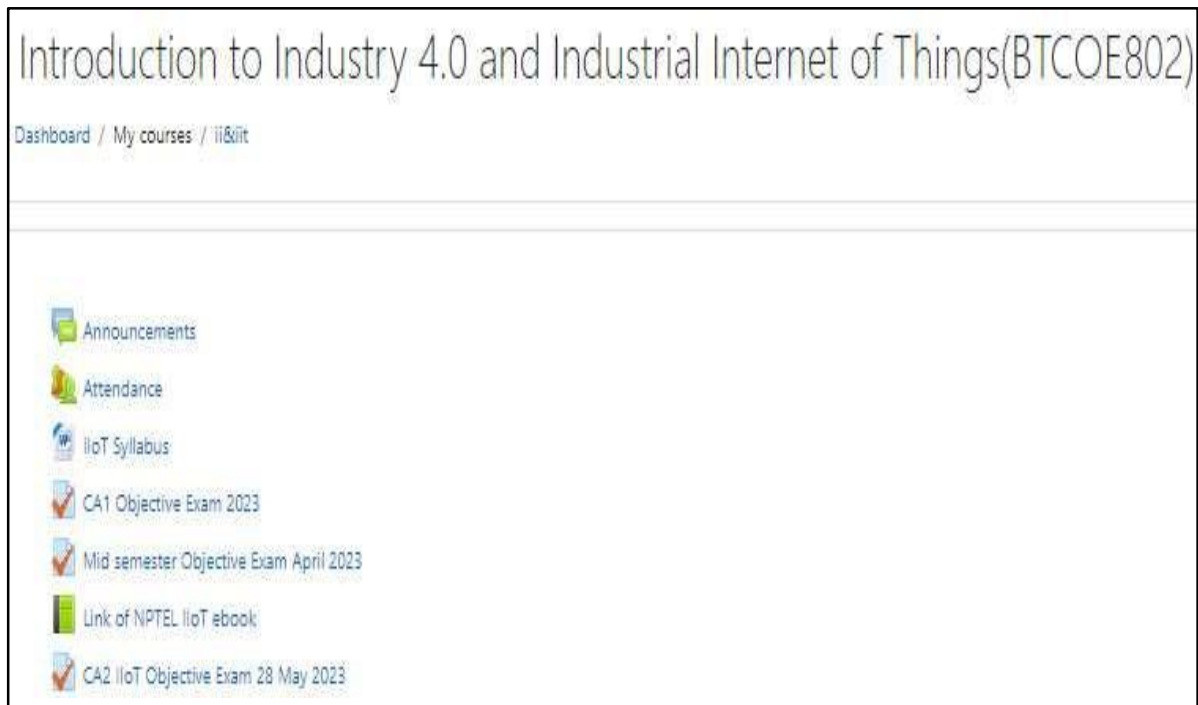 Introduction to Industry 4.0 and Industrial Internet of Things(BTCOE802)
Dashboard / My courses / ii&iit
Announcements
Attendance
IIoT Syllabus
CA1 Objective Exam 2023
Mid semester Objective Exam April 2023
Link of NPTEL IIoT ebook
CA2 IIoT Objective Exam 28 May 2023